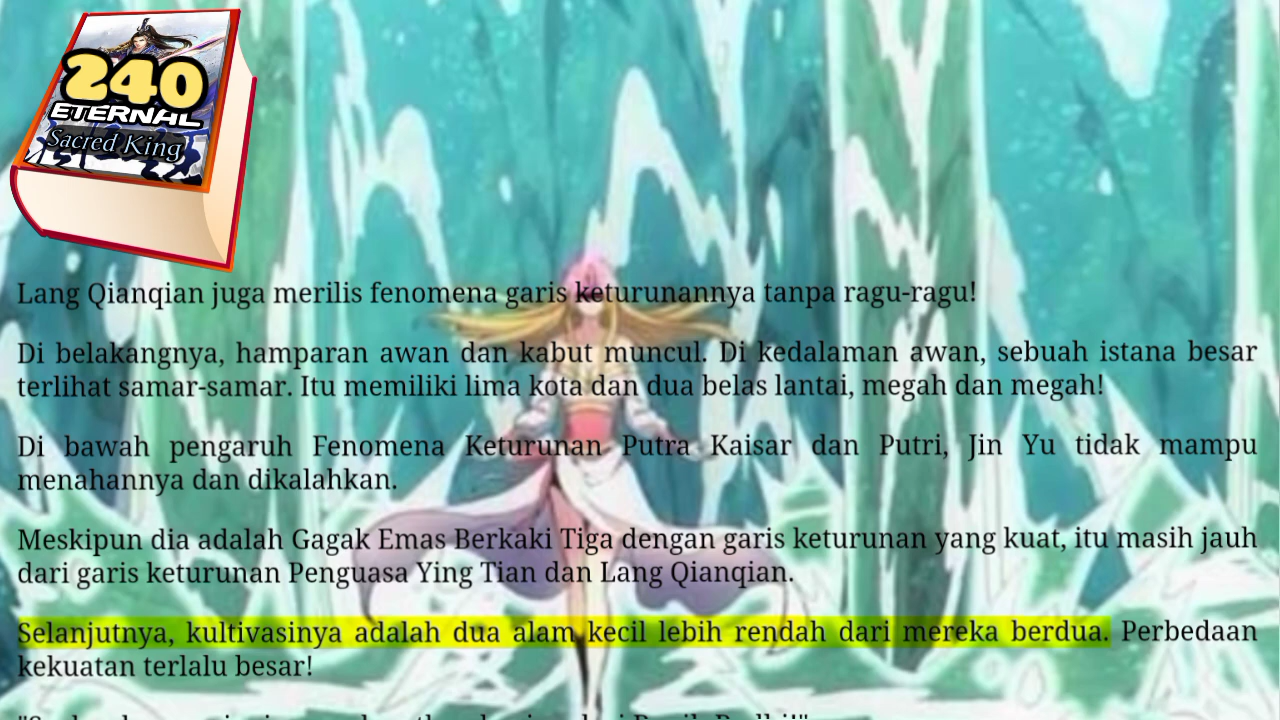 240
ETERNAL
Sacred King
Lang Qianqian juga merilis fenomena garis keturunannya tanpa ragu-ragu!
Di belakangnya, hamparan awan dan kabut muncul. Di kedalaman awan, sebuah istana besar
terlihat samar-samar. Itu memiliki lima kota dan dua belas lantai, megah dan megah!
Di bawah pengaruh Fenomena Keturunan Putra Kaisar dan Putri, Jin Yu tidak mampu
menahannya dan dikalahkan.
Meskipun dia adalah Gagak Emas Berkaki Tiga dengan garis keturunan yang kuat, itu masih jauh
dari garis keturunan Penguasa Ying Tian dan Lang Qianqian.
Selanjutnya, kultivasinya adalah dua alam kecil lebih rendah dari mereka berdua. Perbedaan
kekuatan terlalu besar!